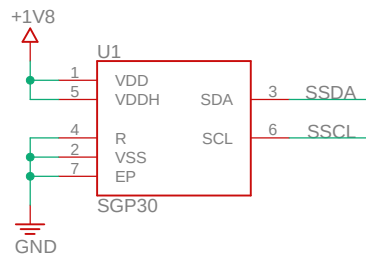 +1V8
U1
1 VDD
5 VDDH SDA 3 SSDA
4 R SCL 6 SSCL
2 VSS
7 EP
SGP30
GND